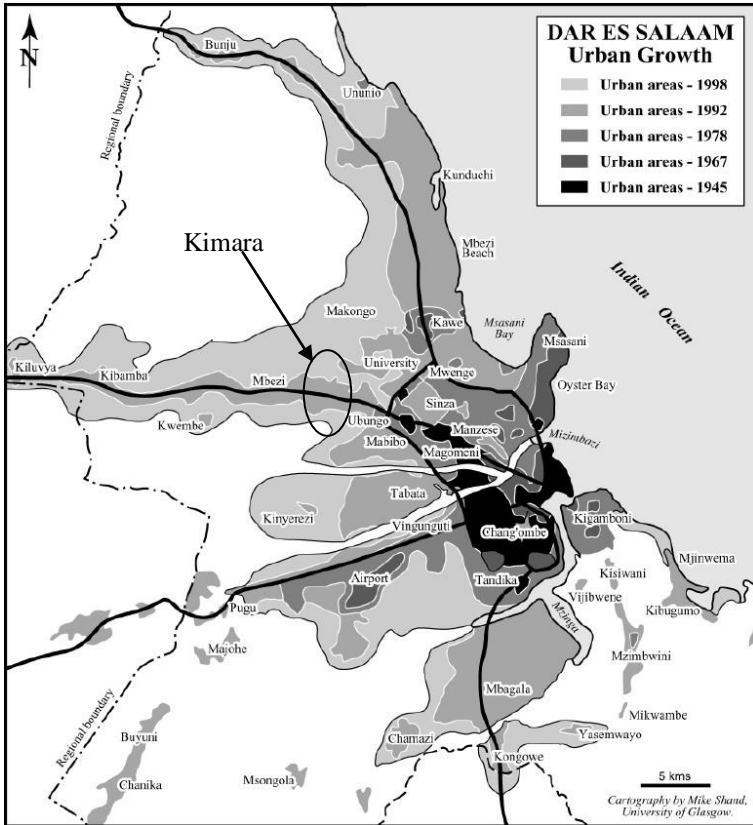 DAR ES SALAAM
Urban Growth
Urban areas - 1998
Urban areas - 1992
Urban areas - 1978
Urban areas - 1967
Urban areas - 1945
N
Bunju
Ununio
Regional boundary
Kunduchi
Kimara
Mbezi
Beach
Indian Ocean
Makongo
Kawe
Msasani
Bay
Msasani
University
Mwenge
Kiluvya
Kibamba
Mbezi
Oyster Bay
Sinza
Kwembe
Ubungo
Manzese
Mizimbazi
Mabibo
Magomeni
Tabata
Kinyerezi
Vingunguti
Chang'ombe
Kigamboni
Mjinwema
Airport
Tandika
Kisiwani
Pugu
Vijibwene
Kibugumo
Mzinga
Majohe
Mzimbwini
Mbagala
Regional boundary
Buyuni
Mikwambe
Chamazi
Yasemwayo
Kongowe
Chanika
Msongola
5 kms
Cartography by Mike Shand,
University of Glasgow.